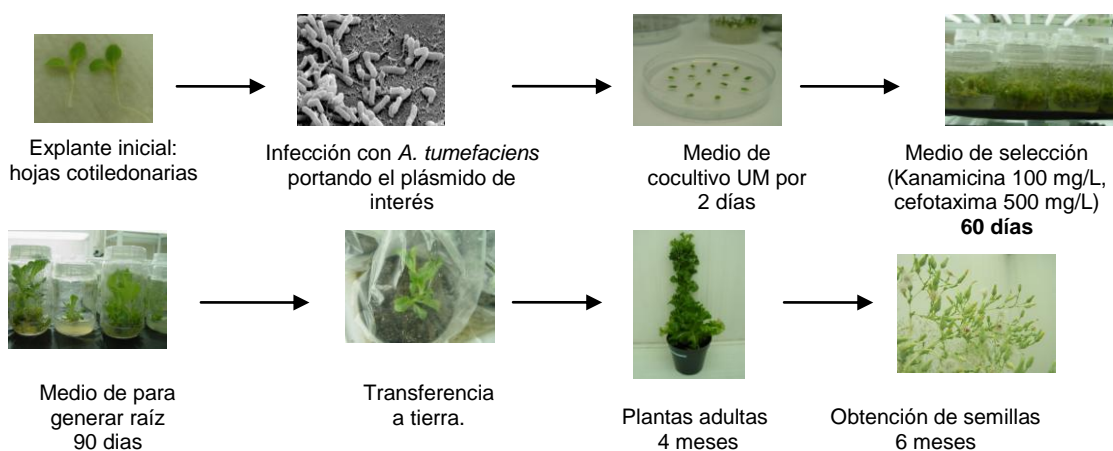 Explante inicial:
hojas cotiledonarias
Infección con A. tumefaciens
portando el plásmido de
interés
Medio de
cocultivo UM por
2 días
Medio de selección
(Kanamicina 100 mg/L,
cefotaxima 500 mg/L)
60 días
Medio de para
generar raíz
90 dias
Transferencia
a tierra.
Plantas adultas
4 meses
Obtención de semillas
6 meses